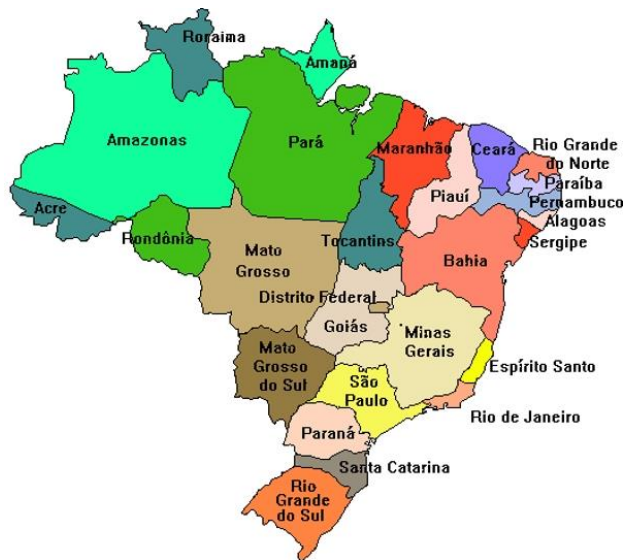 Roraima
Amapá
Amazonas
Pará
Maranhão
Ceará
Rio Grande
do Norte
Paraíba
Piauí
Pernambuco
Acre
Alagoas
Rondônia
Tocantins
Sergipe
Mato
Grosso
Bahia
Distrito Federal
Goiás
Minas
Gerais
Mato
Grosso
do Sul
Espírito Santo
São
Paulo
Rio de Janeiro
Paraná
Santa Catarina
Rio
Grande
do Sul